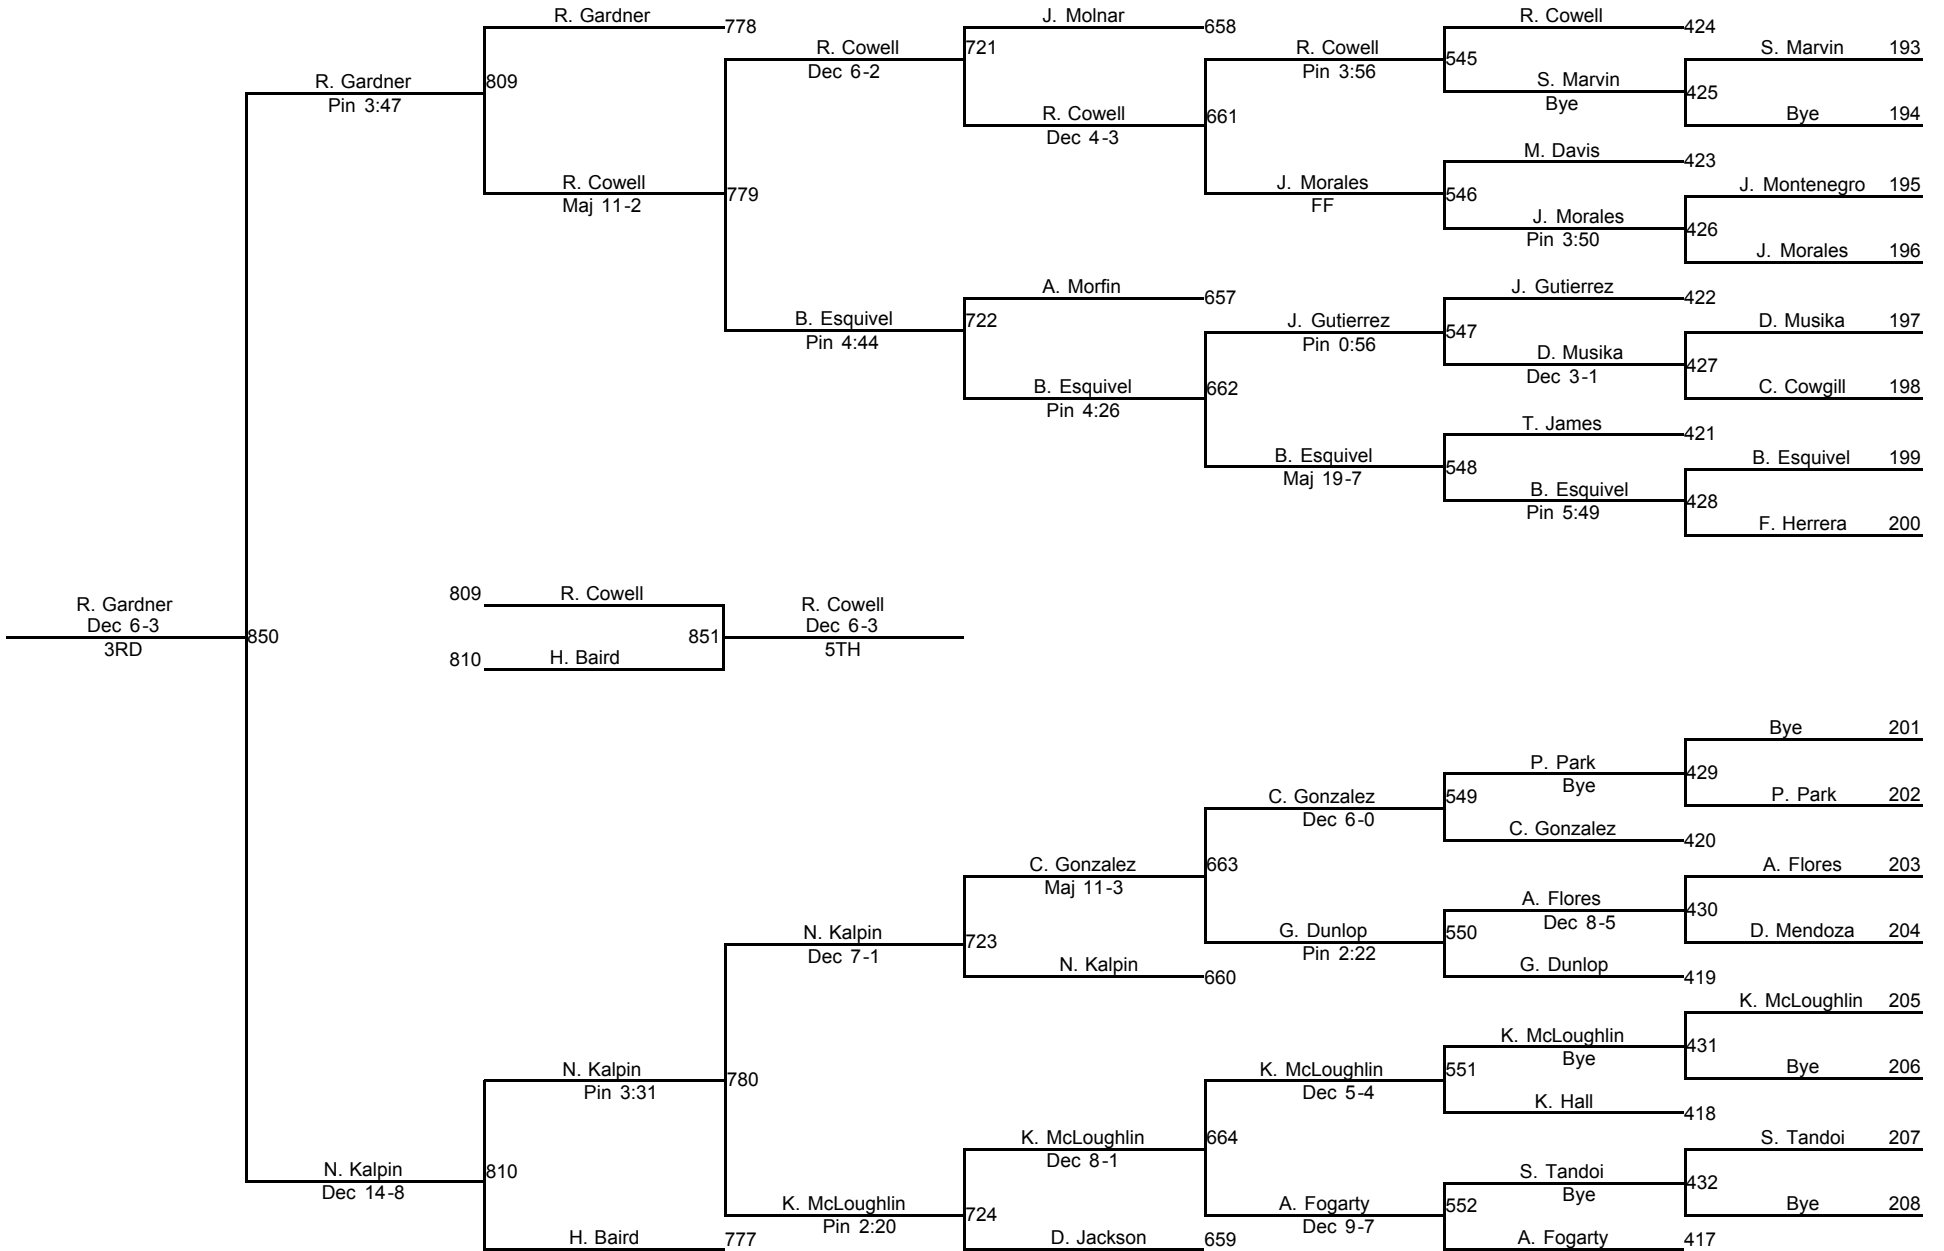 R. Gardner
778
J. Molnar
658
R. Cowell
424
R. Cowell
Dec 6-2
721
R. Cowell
Pin 3:56
545
S. Marvin 193
R. Gardner
Pin 3:47
809
S. Marvin
Bye
425
Bye 194
R. Cowell
Dec 4-3
661
M. Davis
423
R. Cowell
Maj 11-2
779
J. Morales
FF
546
J. Montenegro 195
J. Morales
Pin 3:50
426
J. Morales 196
A. Morfin
657
J. Gutierrez
422
B. Esquivel
Pin 4:44
722
J. Gutierrez
Pin 0:56
547
D. Musika 197
D. Musika
Dec 3-1
427
C. Cowgill 198
B. Esquivel
Pin 4:26
662
T. James
421
B. Esquivel
Maj 19-7
548
B. Esquivel 199
B. Esquivel
Pin 5:49
428
F. Herrera 200
809 R. Cowell
R. Gardner
Dec 6-3
3RD
850
851
R. Cowell
Dec 6-3
5TH
810 H. Baird
Bye 201
P. Park
Bye
429
P. Park 202
C. Gonzalez
Dec 6-0
549
C. Gonzalez
420
C. Gonzalez
Maj 11-3
663
A. Flores 203
A. Flores
Dec 8-5
430
D. Mendoza 204
N. Kalpin
Dec 7-1
723
G. Dunlop
Pin 2:22
550
N. Kalpin
660
G. Dunlop
419
K. McLoughlin 205
K. McLoughlin
Bye
431
Bye 206
N. Kalpin
Pin 3:31
780
K. McLoughlin
Dec 5-4
551
K. Hall
418
K. McLoughlin
Dec 8-1
664
S. Tandoi 207
N. Kalpin
Dec 14-8
810
S. Tandoi
Bye
432
Bye 208
K. McLoughlin
Pin 2:20
724
A. Fogarty
Dec 9-7
552
H. Baird
777
D. Jackson
659
A. Fogarty
417